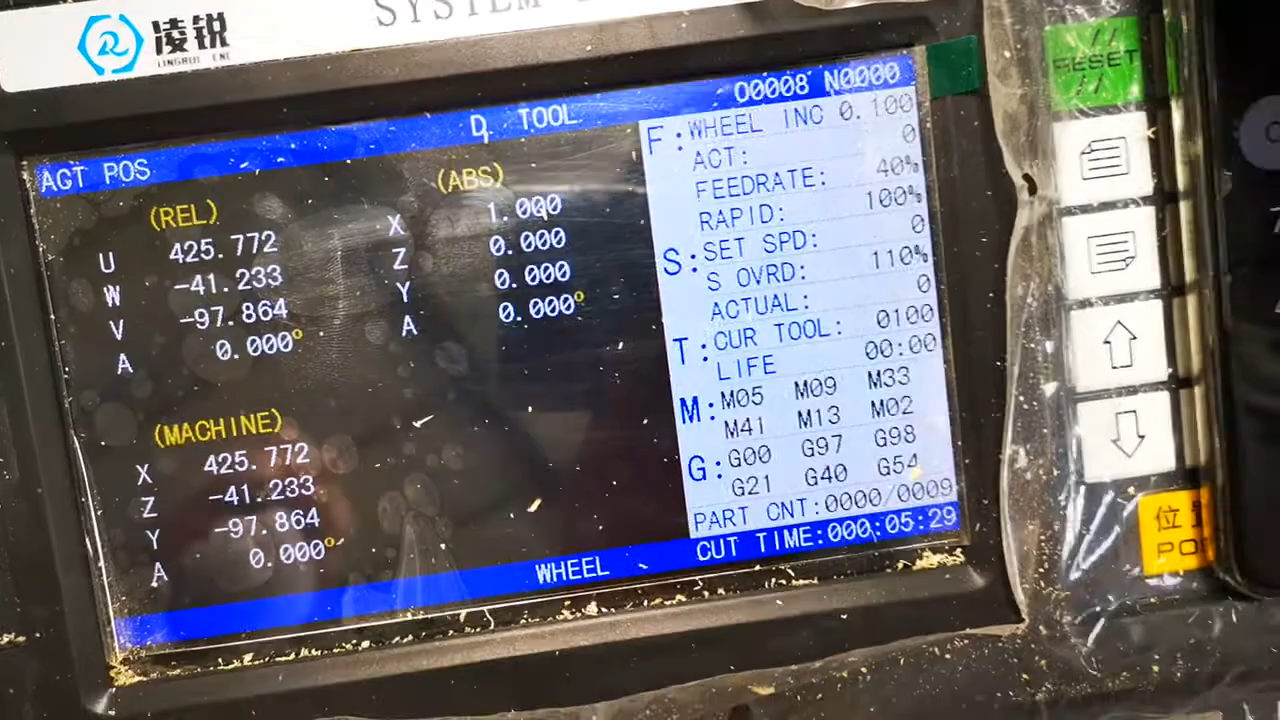 凌锐
LINGRUI CNC
SYSTEM
RESET
D TOOL
O0008 N0000
AGT POS
(REL)
U 425.772
W -41.233
V -97.864
A 0.000°
(ABS)
X 1.000
Z 0.000
Y 0.000
A 0.000°
(MACHINE)
X 425.772
Z -41.233
Y -97.864
A 0.000°
F: WHEEL INC 0.100
ACT: 0
FEEDRATE: 40%
RAPID: 100%
S: SET SPD: 0
S OVRD: 110%
ACTUAL: 0
T: CUR TOOL: 0100
LIFE 00:00
M: M05 M09 M33
M41 M13 M02
G: G00 G97 G98
G21 G40 G54
PART CNT:0000/0009
WHEEL
CUT TIME:000:05:29
位置
POS